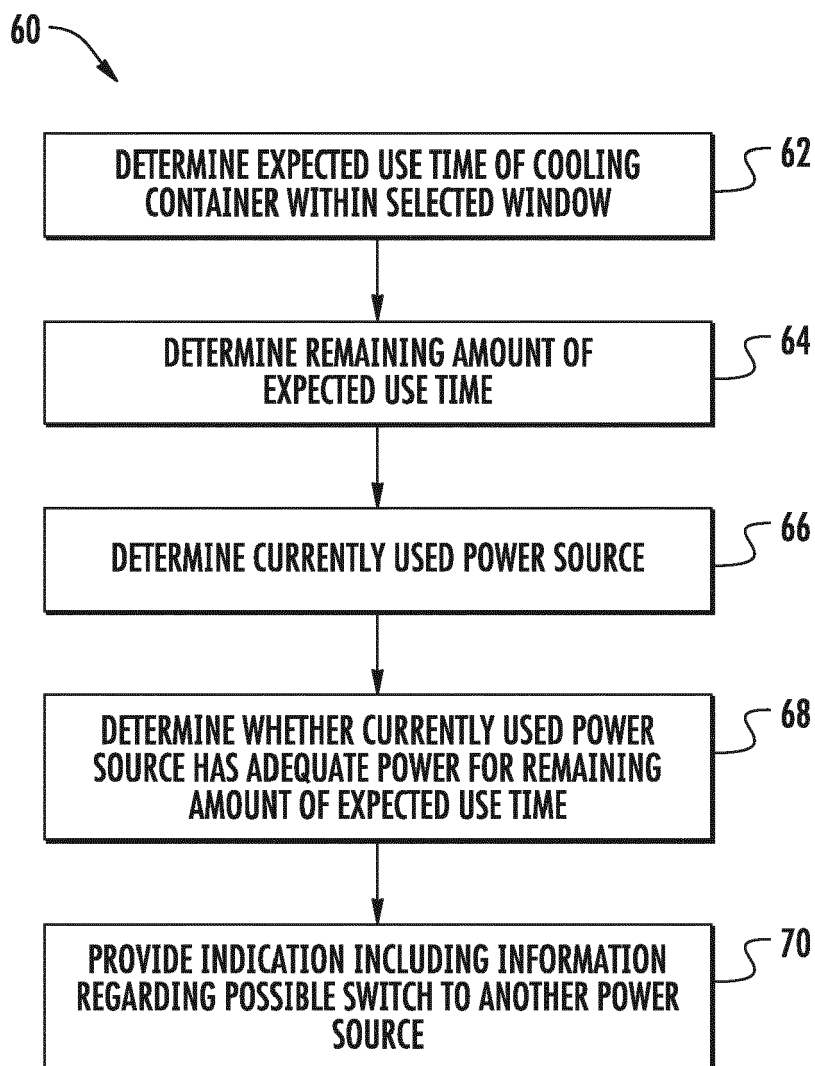 60
DETERMINE EXPECTED USE TIME OF COOLING
CONTAINER WITHIN SELECTED WINDOW
62
DETERMINE REMAINING AMOUNT OF
EXPECTED USE TIME
64
DETERMINE CURRENTLY USED POWER SOURCE
66
DETERMINE WHETHER CURRENTLY USED POWER
SOURCE HAS ADEQUATE POWER FOR REMAINING
AMOUNT OF EXPECTED USE TIME
68
PROVIDE INDICATION INCLUDING INFORMATION
REGARDING POSSIBLE SWITCH TO ANOTHER POWER
SOURCE
70